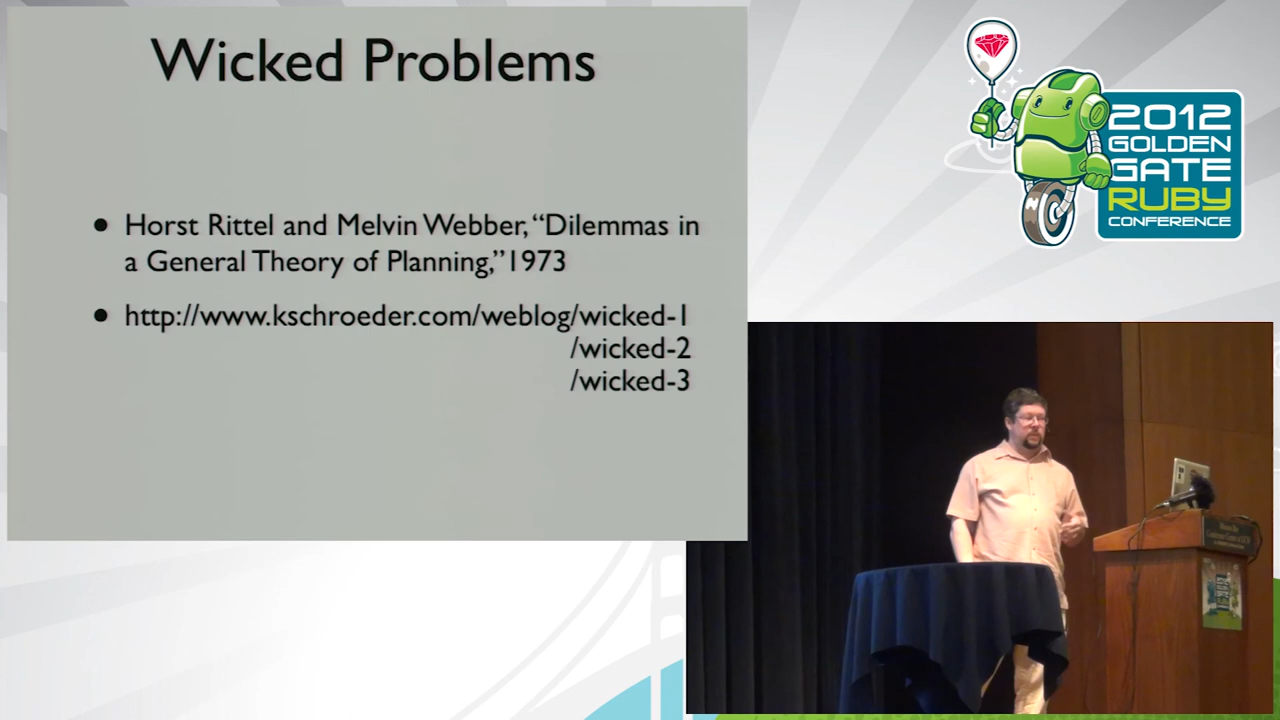 Wicked Problems
• Horst Rittel and Melvin Webber, “Dilemmas in
a General Theory of Planning,” 1973
• http://www.kschroeder.com/weblog/wicked-1
/wicked-2
/wicked-3
2012
GOLDEN
GATE
RUBY
CONFERENCE